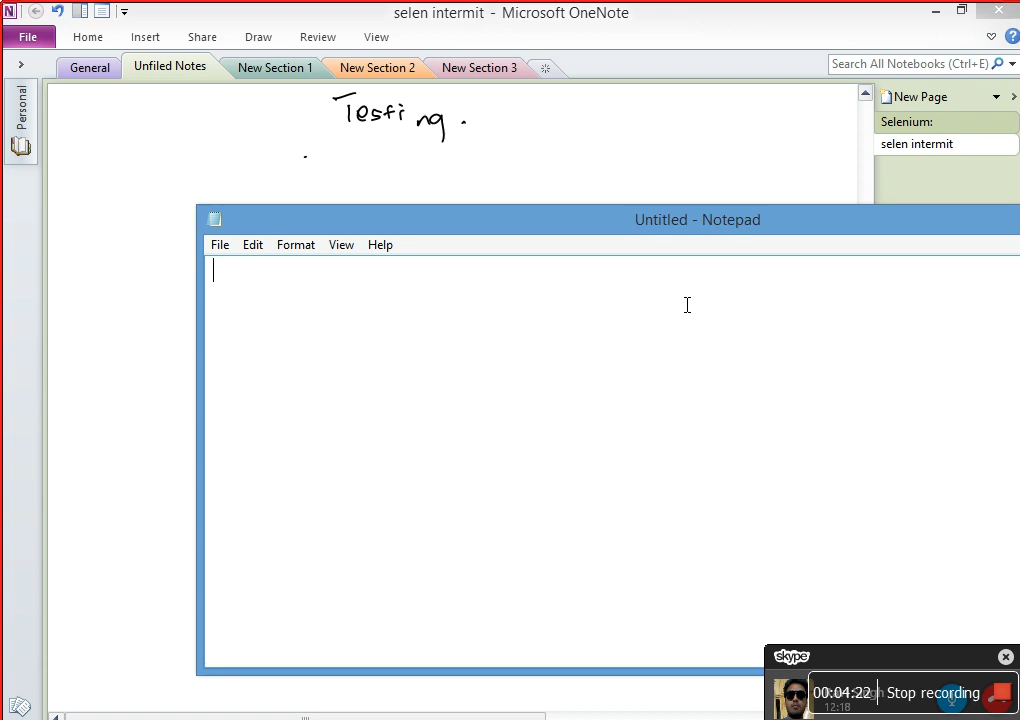 selen intermit - Microsoft OneNote
File Home Insert Share Draw Review View
General Unfiled Notes New Section 1 New Section 2 New Section 3
Search All Notebooks (Ctrl+E)
Personal
Testing.
New Page
Selenium:
selen intermit
Untitled - Notepad
File Edit Format View Help
skype
00:04:22 Stop recording
12:18